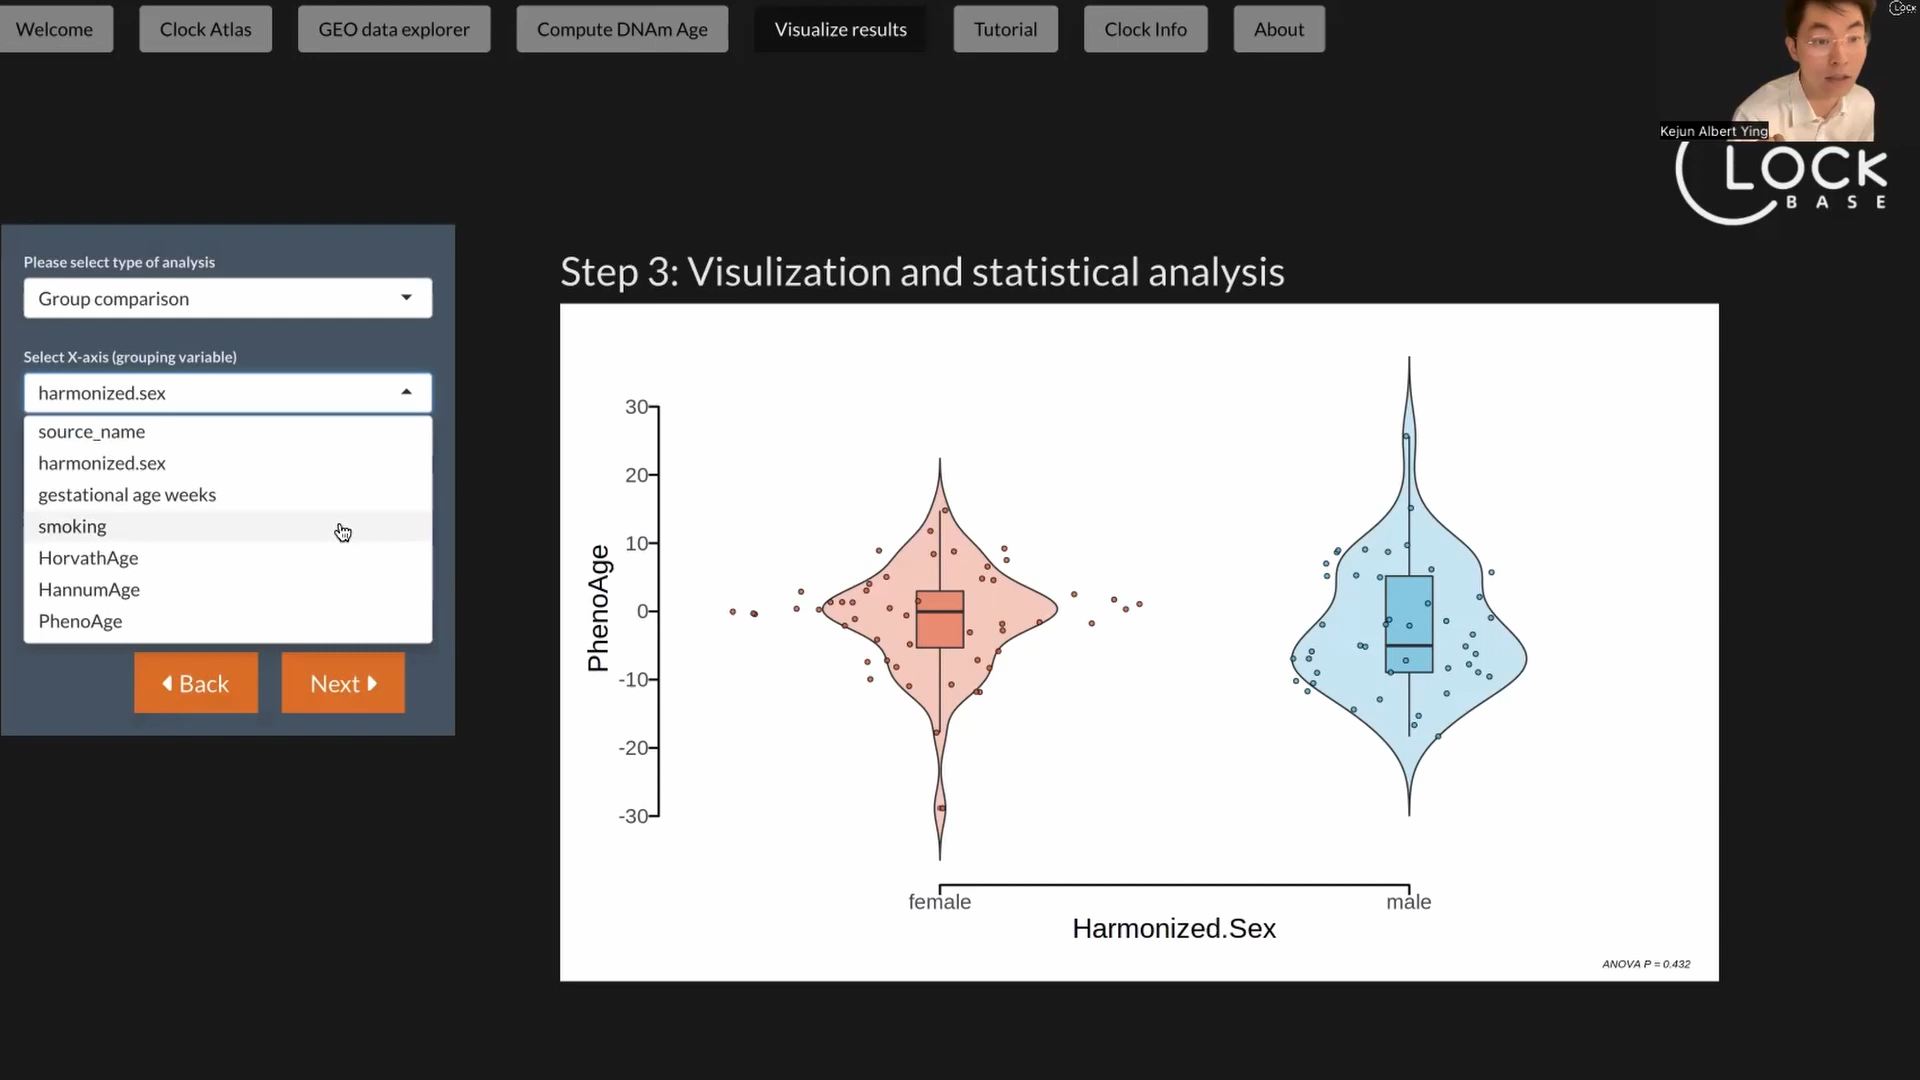 Welcome
Clock Atlas
GEO data explorer
Compute DNAm Age
Visualize results
Tutorial
Clock Info
About
CLOCK
Kejun Albert Ying
CLOCK
BASE
Please select type of analysis
Group comparison
Select X-axis (grouping variable)
harmonized.sex
source_name
harmonized.sex
gestational age weeks
smoking
HorvathAge
HannumAge
PhenoAge
Back
Next
Step 3: Visulization and statistical analysis
PhenoAge
30
20
10
0
-10
-20
-30
female
male
Harmonized.Sex
ANOVA P = 0.432